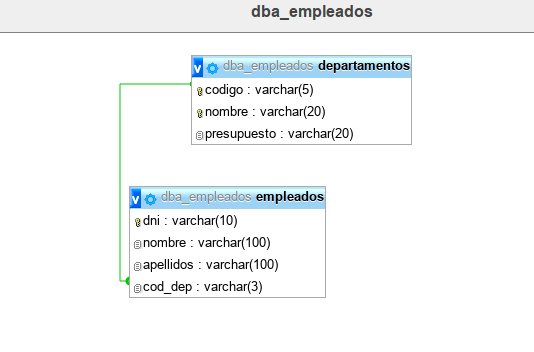 dba_empleados
v dba_empleados departamentos
codigo : varchar(5)
nombre : varchar(20)
presupuesto : varchar(20)
v dba_empleados empleados
dni : varchar(10)
nombre : varchar(100)
apellidos : varchar(100)
cod_dep : varchar(3)